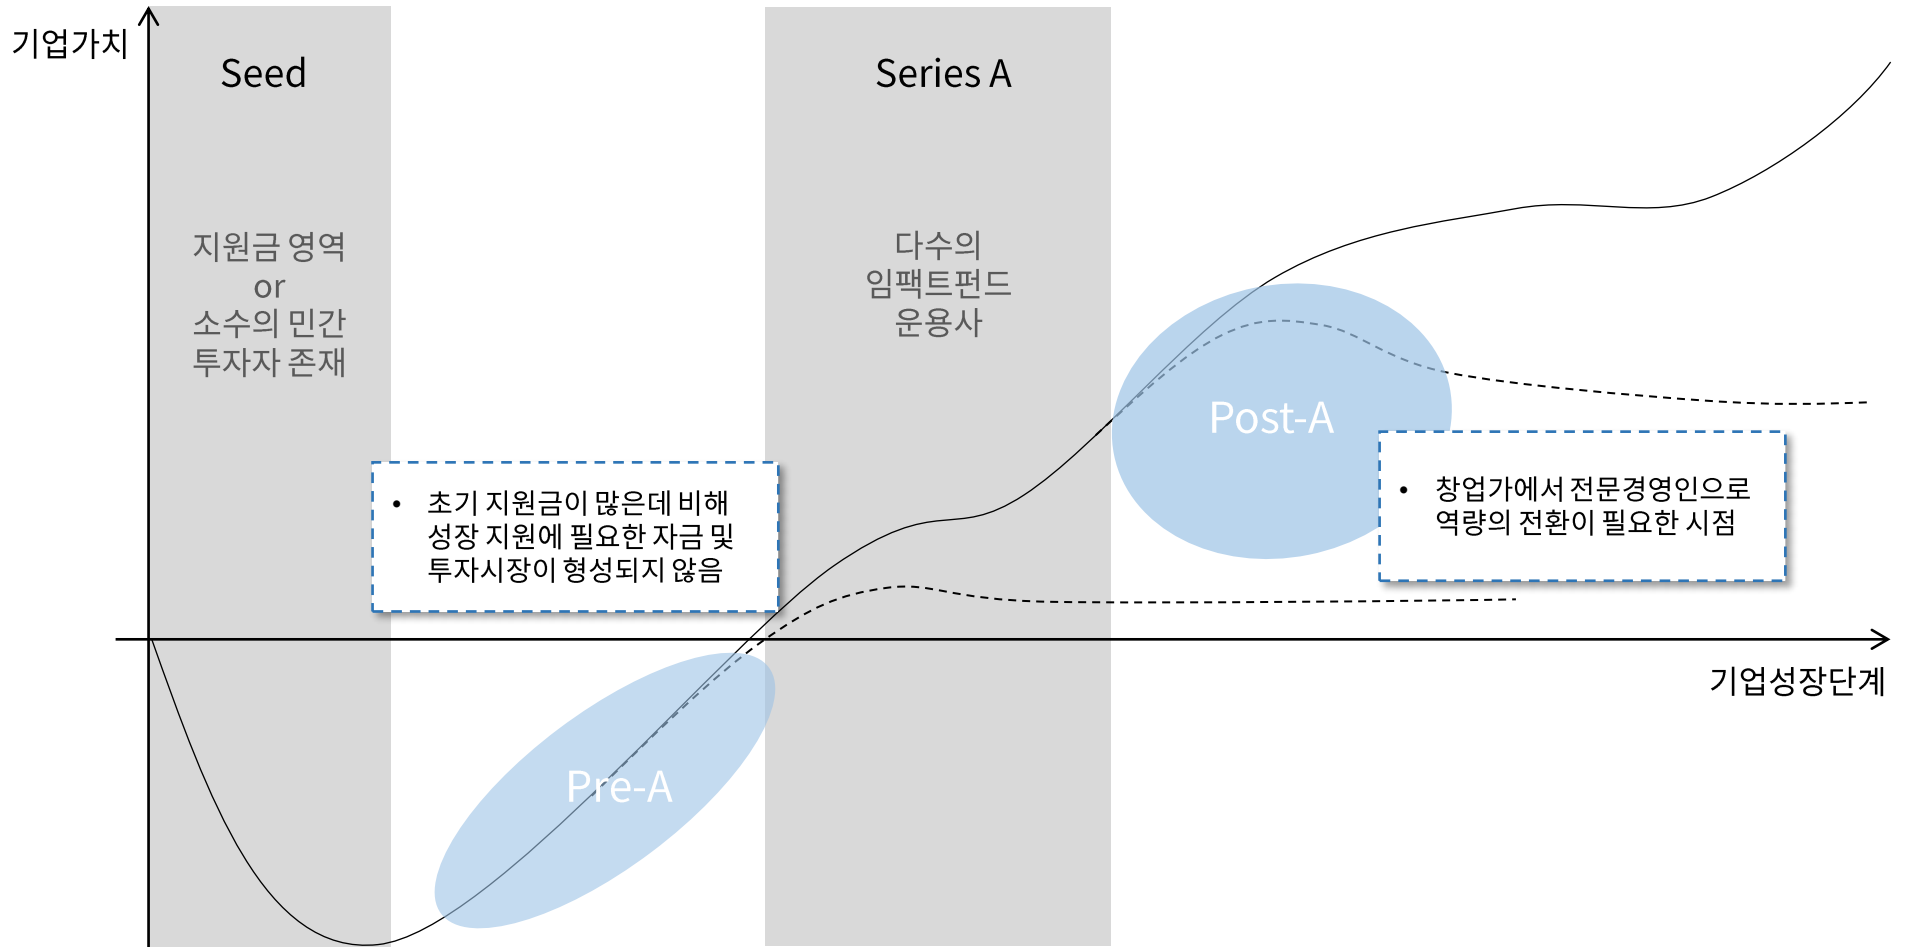 기업가치
Seed
Series A
지원금 영역
or
소수의 민간
투자자 존재
다수의
임팩트펀드
운용사
Post-A
• 초기 지원금이 많은데 비해
성장 지원에 필요한 자금 및
투자시장이 형성되지 않음
• 창업가에서 전문경영인으로
역량의 전환이 필요한 시점
기업성장단계
Pre-A